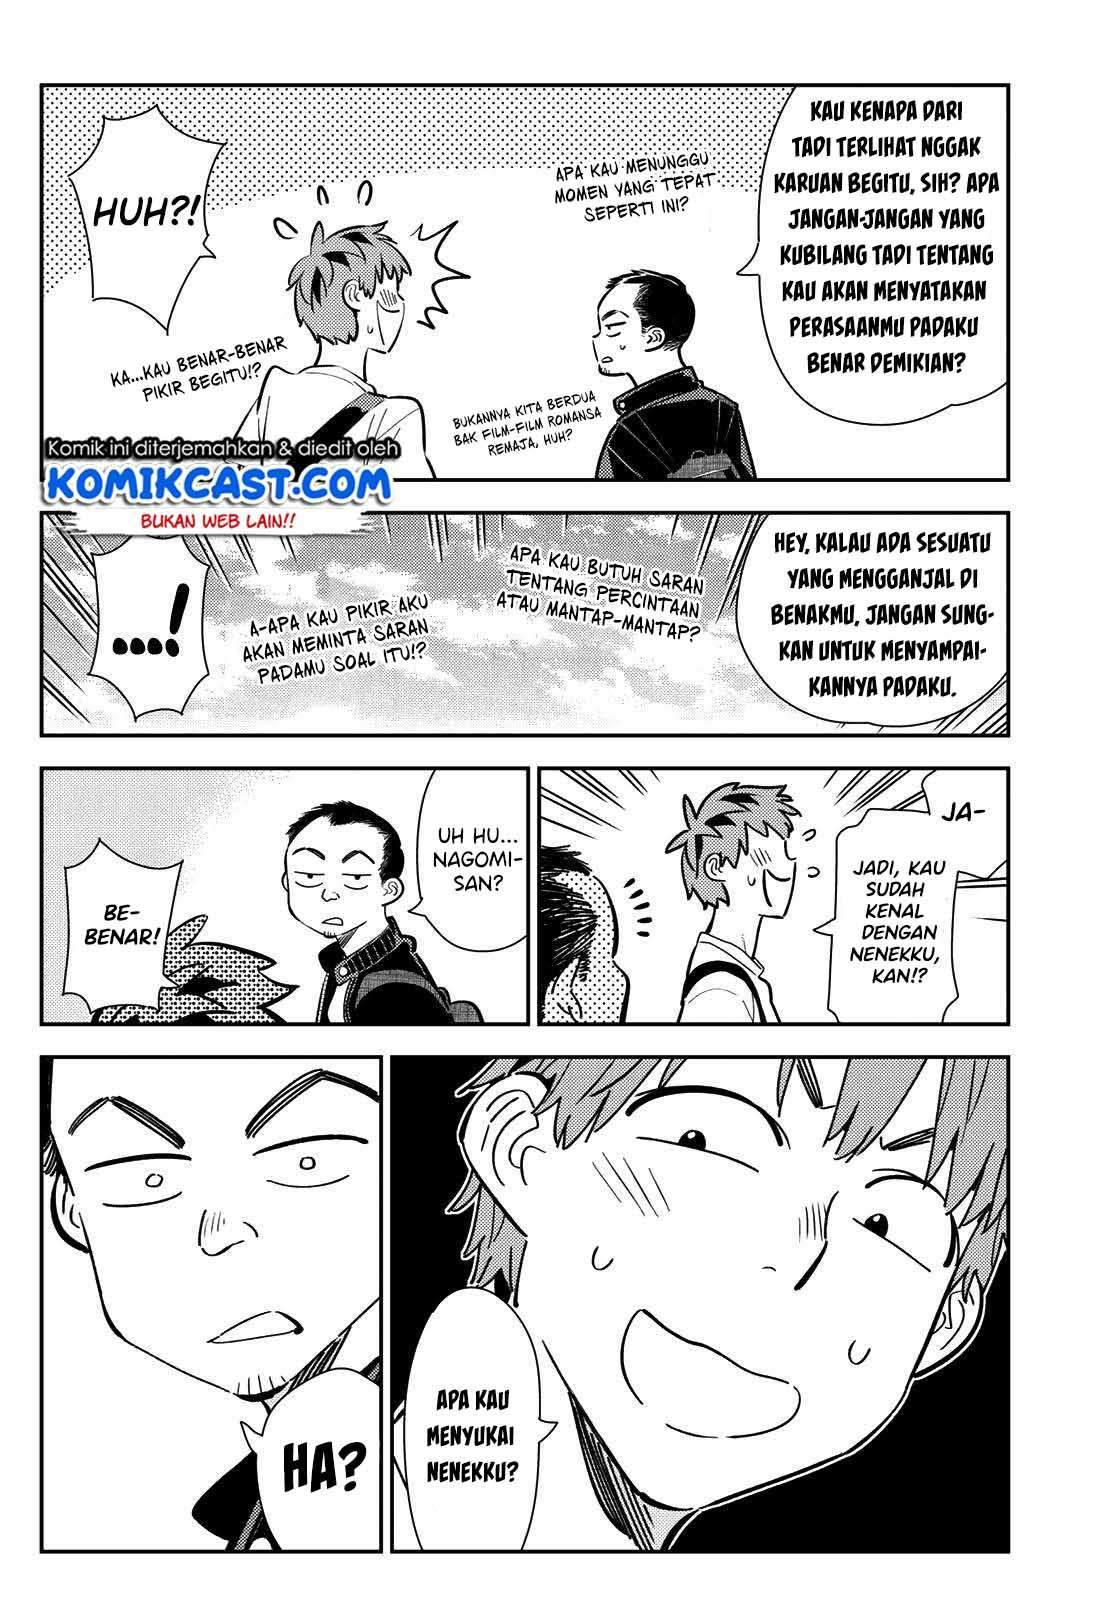 KAU KENAPA DARI
TADI TERLIHAT NGGAK
KARUAN BEGITU, SIH? APA
JANGAN-JANGAN YANG
KUBILANG TADI TENTANG
KAU AKAN MENYATAKAN
PERASAANMU PADAKU
BENAR DEMIKIAN?
APA KAU MENUNGGU
MOMEN YANG TEPAT
SEPERTI INI?
HUH?!
KA...KAU BENAR-BENAR
PIKIR BEGITU!?
BUKANNYA KITA BERDUA
BAK FILM-FILM ROMANSA
REMAJA, HUH?
Komik ini diterjemahkan & diedit oleh
KOMIKCAST.COM
BUKAN WEB LAIN!!
HEY, KALAU ADA SESUATU
YANG MENGGANJAL DI
BENAKMU, JANGAN SUNG-
KAN UNTUK MENYAMPAI-
KANNYA PADAKU.
APA KAU BUTUH SARAN
TENTANG PERCINTAAN
ATAU MANTAP-MANTAP?
A-APA KAU PIKIR AKU
AKAN MEMINTA SARAN
PADAMU SOAL ITU!?
....!
JA-
JADI, KAU
SUDAH
KENAL
DENGAN
NENEKKU,
KAN!?
UH HU...
NAGOMI-
SAN?
BE-
BENAR!
APA KAU
MENYUKAI
NENEKKU?
HA?